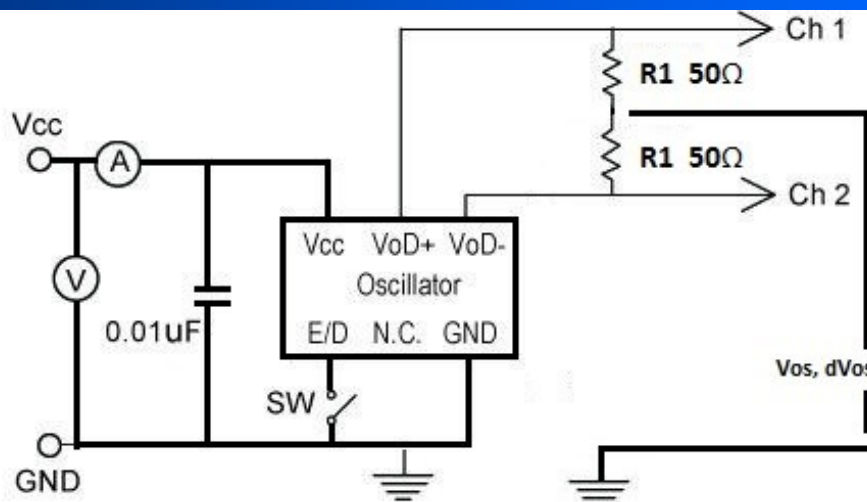 Ch 1
R1 50Ω
Vcc
A
R1 50Ω
Ch 2
Vcc VoD+ VoD-
V
Oscillator
0.01uF
E/D N.C. GND
Vos, dVos
SW
GND